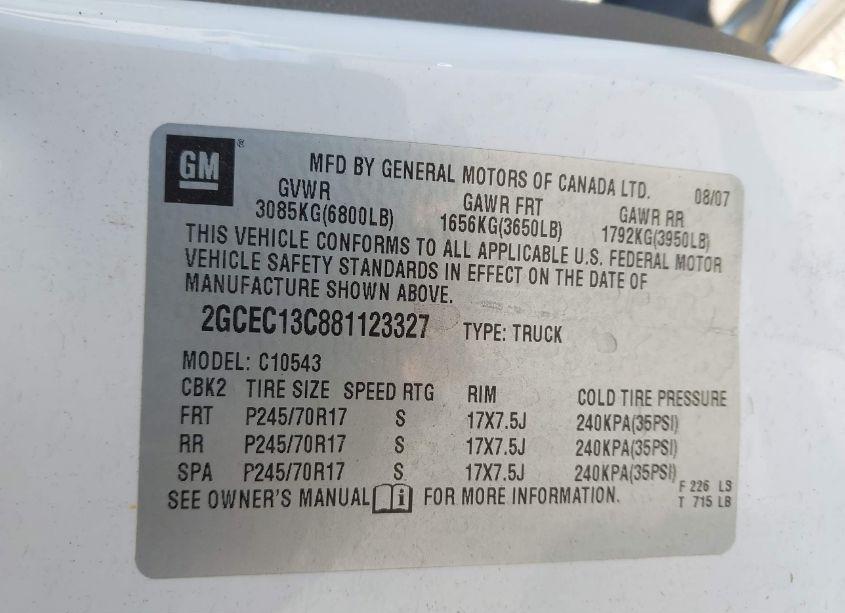 GM ®
MFD BY GENERAL MOTORS OF CANADA LTD. 08/07
GVWR GAWR FRT GAWR RR
3085KG(6800LB) 1656KG(3650LB) 1792KG(3950LB)
THIS VEHICLE CONFORMS TO ALL APPLICABLE U.S. FEDERAL MOTOR
VEHICLE SAFETY STANDARDS IN EFFECT ON THE DATE OF
MANUFACTURE SHOWN ABOVE.
2GCEC13C881123327 TYPE: TRUCK
MODEL: C10543
CBK2 TIRE SIZE SPEED RTG RIM COLD TIRE PRESSURE
FRT P245/70R17 S 17X7.5J 240KPA(35PSI)
RR P245/70R17 S 17X7.5J 240KPA(35PSI)
SPA P245/70R17 S 17X7.5J 240KPA(35PSI)
SEE OWNER'S MANUAL i FOR MORE INFORMATION.
F 226 LS
T 715 LB